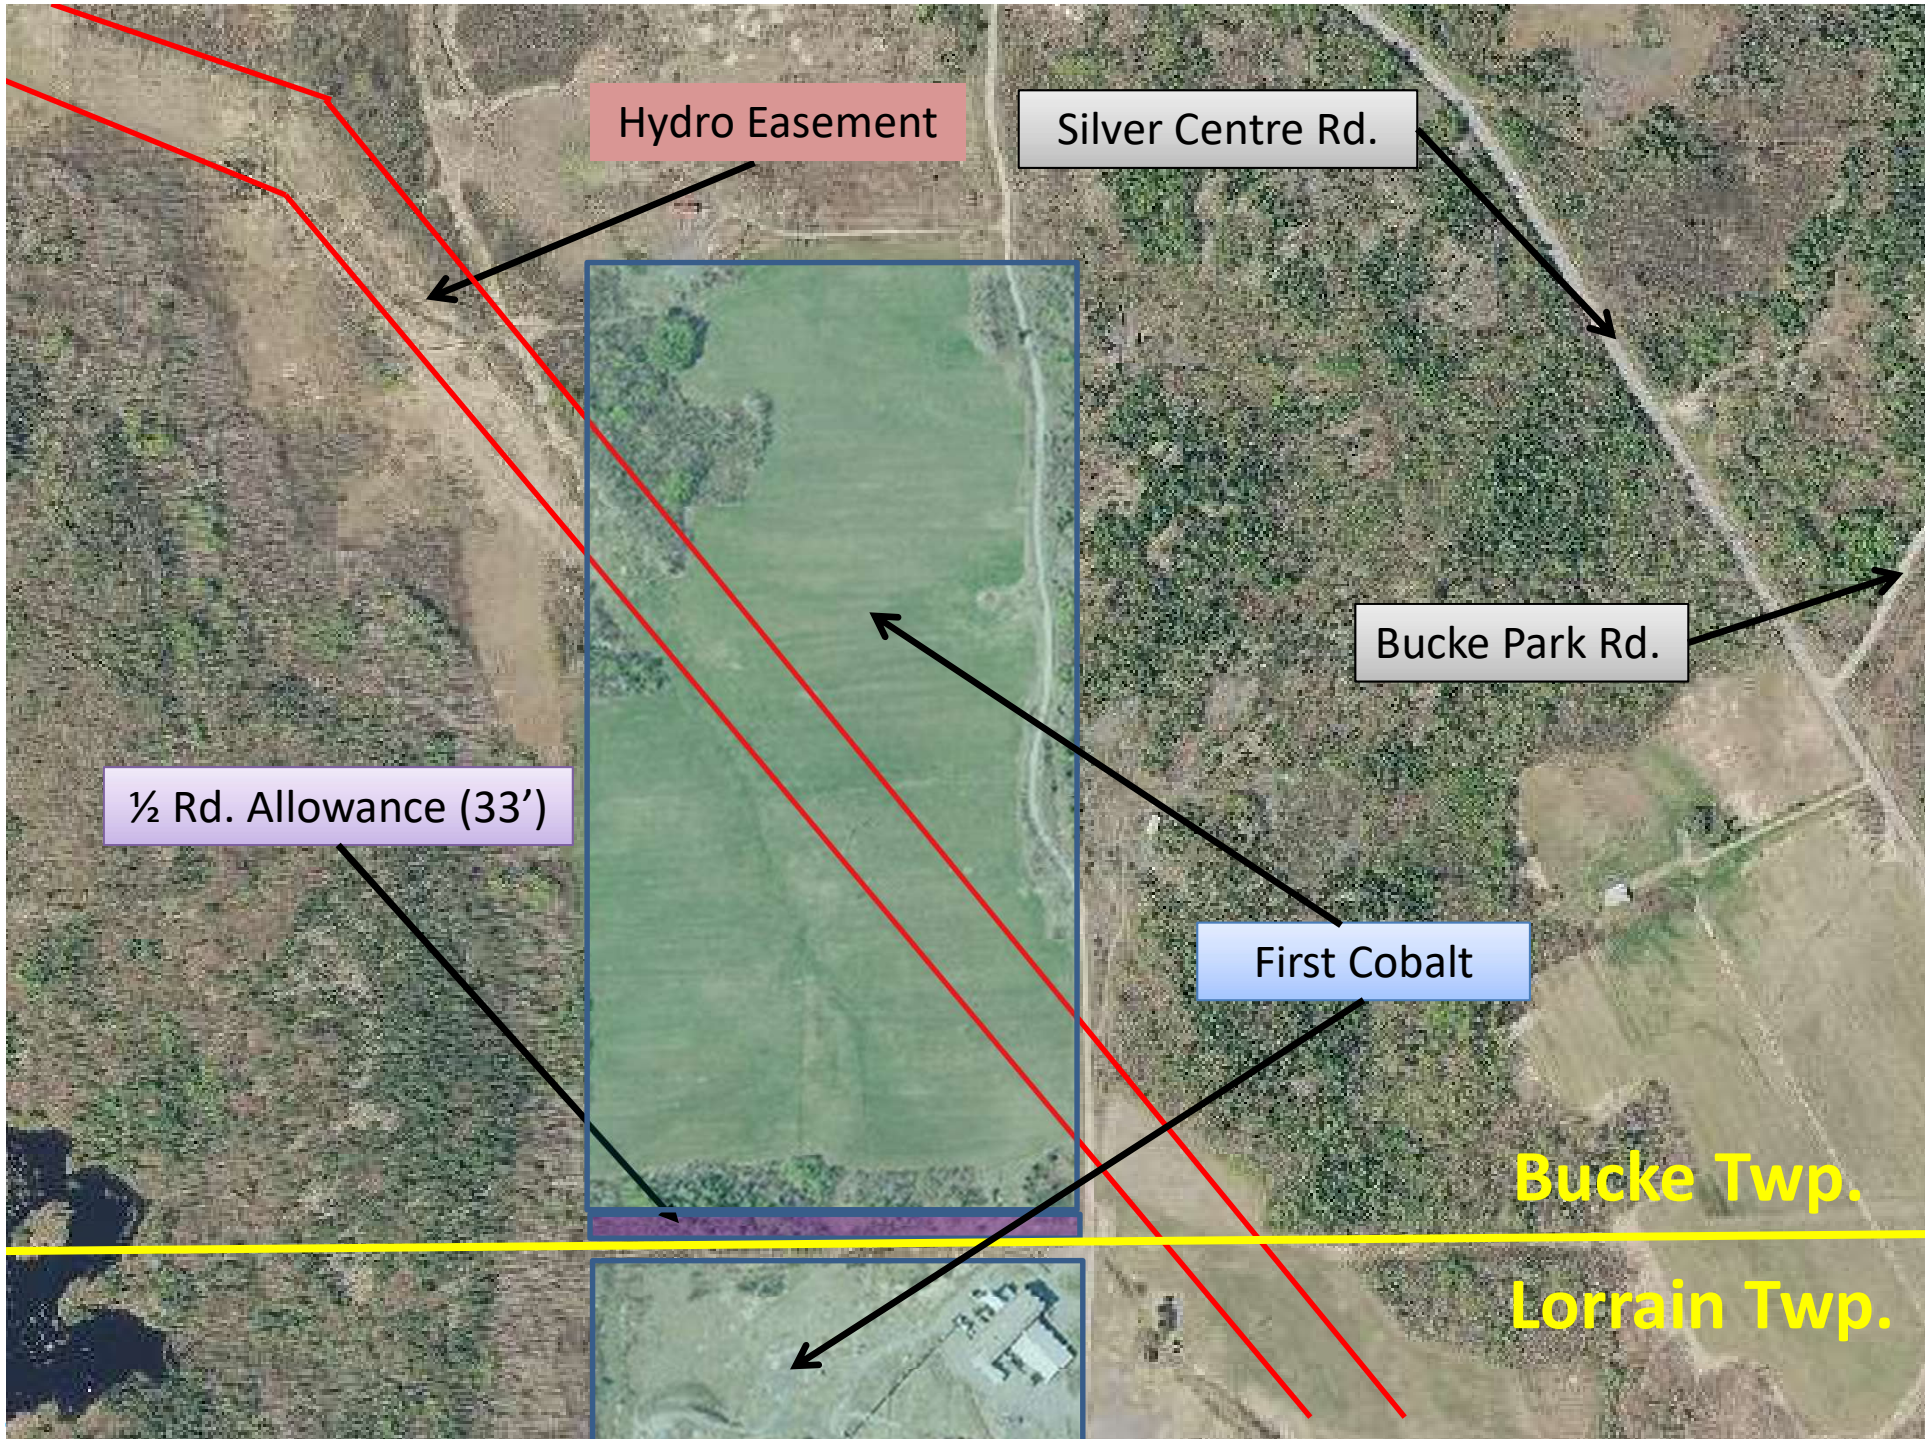 Hydro Easement
Silver Centre Rd.
Bucke Park Rd.
½ Rd. Allowance (33’)
First Cobalt
Bucke Twp.
Lorrain Twp.